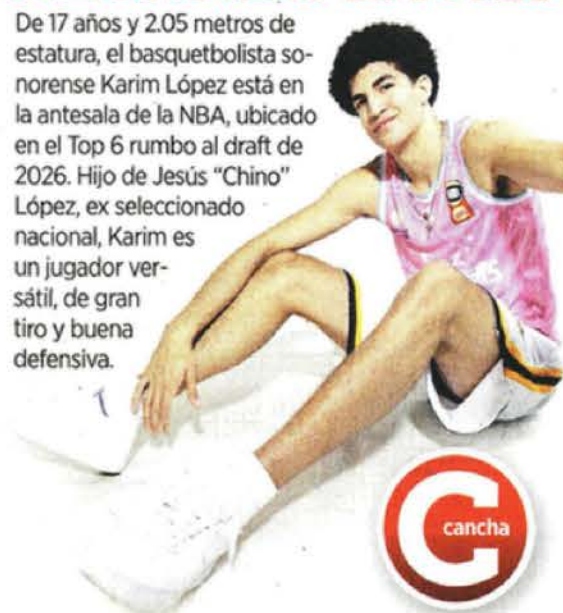 De 17 años y 2.05 metros de
estatura, el basquetbolista so-
norense Karim López está en
la antesala de la NBA, ubicado
en el Top 6 rumbo al draft de
2026. Hijo de Jesús “Chino”
López, ex seleccionado
nacional, Karim es
un jugador ver-
sátil, de gran
tiro y buena
defensiva.
C
cancha